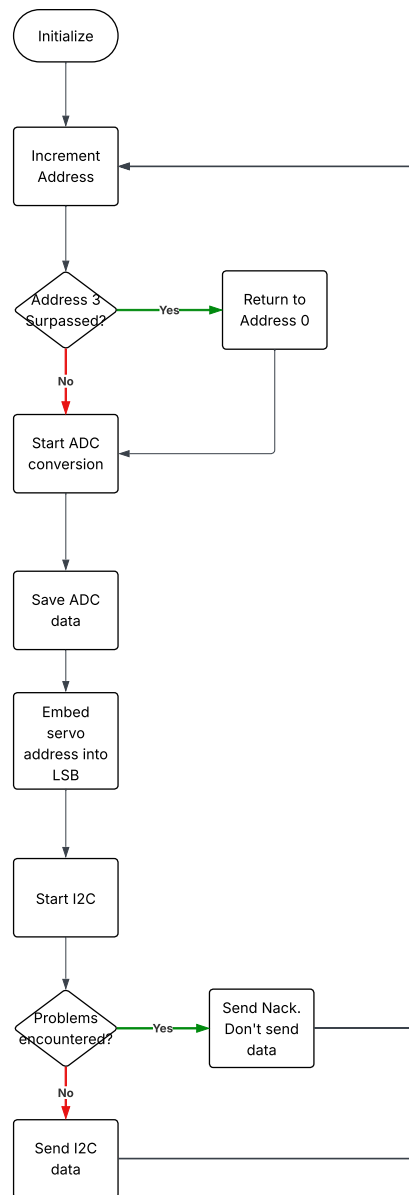 Initialize
Increment
Address
Address 3
Surpassed?
Yes
Return to
Address 0
No
Start ADC
conversion
Save ADC
data
Embed
servo
address into
LSB
Start I2C
Problems
encountered?
Yes
Send Nack.
Don't send
data
No
Send I2C
data